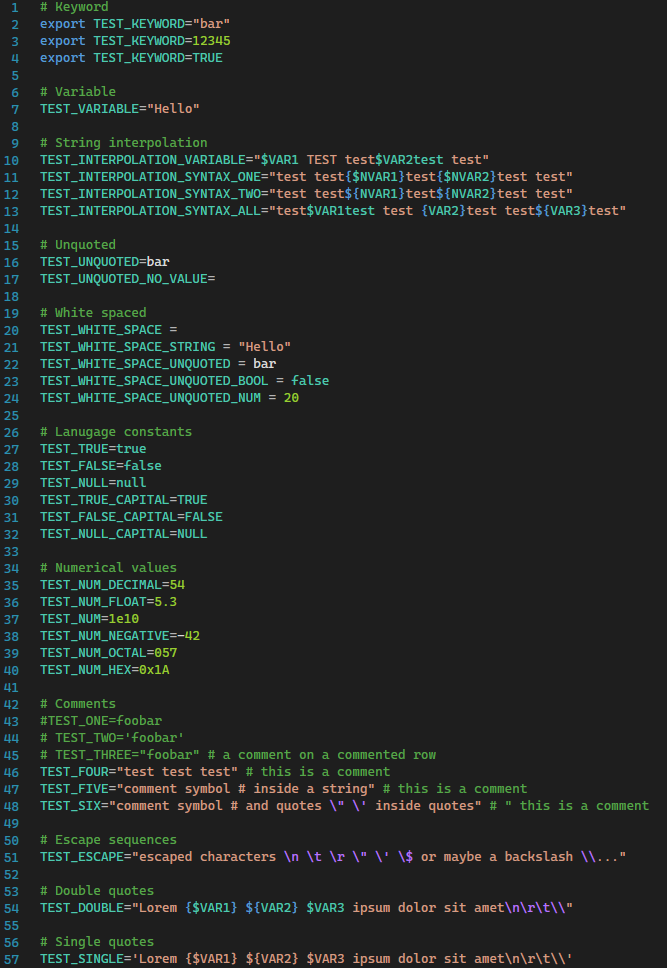 1 # Keyword
2 export TEST_KEYWORD="bar"
3 export TEST_KEYWORD=12345
4 export TEST_KEYWORD=TRUE
5
6 # Variable
7 TEST_VARIABLE="Hello"
8
9 # String interpolation
10 TEST_INTERPOLATION_VARIABLE="$VAR1 TEST test$VAR2test test"
11 TEST_INTERPOLATION_SYNTAX_ONE="test test{$NVAR1}test{$NVAR2}test test"
12 TEST_INTERPOLATION_SYNTAX_TWO="test test${NVAR1}test${NVAR2}test test"
13 TEST_INTERPOLATION_SYNTAX_ALL="test$VAR1test test {VAR2}test test${VAR3}test"
14
15 # Unquoted
16 TEST_UNQUOTED=bar
17 TEST_UNQUOTED_NO_VALUE=
18
19 # White spaced
20 TEST_WHITE_SPACE =
21 TEST_WHITE_SPACE_STRING = "Hello"
22 TEST_WHITE_SPACE_UNQUOTED = bar
23 TEST_WHITE_SPACE_UNQUOTED_BOOL = false
24 TEST_WHITE_SPACE_UNQUOTED_NUM = 20
25
26 # Lanugage constants
27 TEST_TRUE=true
28 TEST_FALSE=false
29 TEST_NULL=null
30 TEST_TRUE_CAPITAL=TRUE
31 TEST_FALSE_CAPITAL=FALSE
32 TEST_NULL_CAPITAL=NULL
33
34 # Numerical values
35 TEST_NUM_DECIMAL=54
36 TEST_NUM_FLOAT=5.3
37 TEST_NUM=1e10
38 TEST_NUM_NEGATIVE=-42
39 TEST_NUM_OCTAL=057
40 TEST_NUM_HEX=0x1A
41
42 # Comments
43 #TEST_ONE=foobar
44 # TEST_TWO='foobar'
45 # TEST_THREE="foobar" # a comment on a commented row
46 TEST_FOUR="test test test" # this is a comment
47 TEST_FIVE="comment symbol # inside a string" # this is a comment
48 TEST_SIX="comment symbol # and quotes \" \' inside quotes" # " this is a comment
49
50 # Escape sequences
51 TEST_ESCAPE="escaped characters \n \t \r \" \' \$ or maybe a backslash \\..."
52
53 # Double quotes
54 TEST_DOUBLE="Lorem {$VAR1} ${VAR2} $VAR3 ipsum dolor sit amet\n\r\t\\"
55
56 # Single quotes
57 TEST_SINGLE='Lorem {$VAR1} ${VAR2} $VAR3 ipsum dolor sit amet\n\r\t\\'